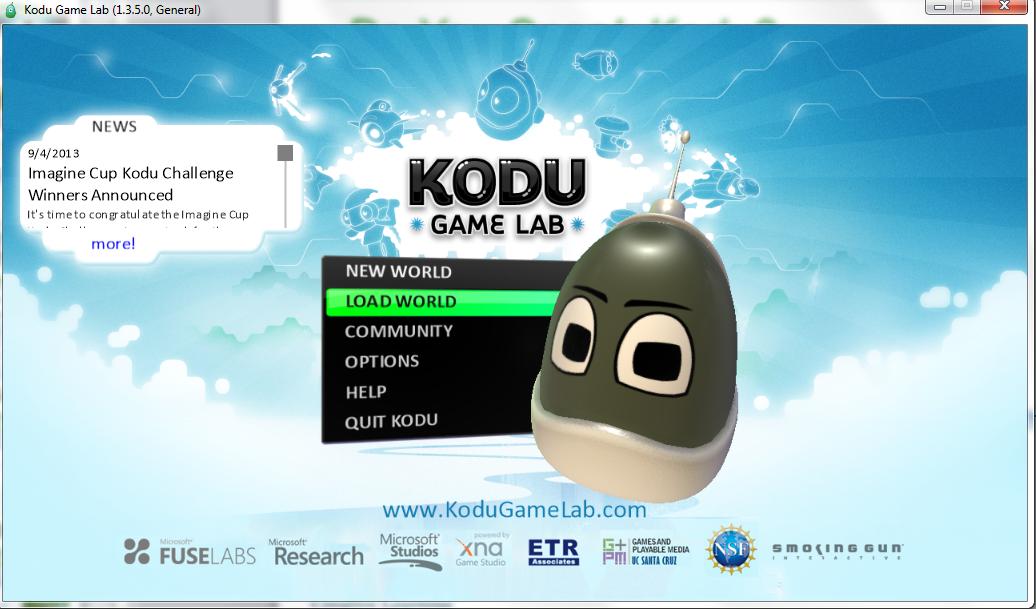 Kodu Game Lab (1.3.5.0, General)
NEWS
9/4/2013
Imagine Cup Kodu Challenge
Winners Announced
It's time to congratulate the Imagine Cup
more!
KODU
GAME LAB
NEW WORLD
LOAD WORLD
COMMUNITY
OPTIONS
HELP
QUIT KODU
www.KoduGameLab.com
Microsoft®
FUSELABS
Microsoft®
Research
Microsoft®
Studios
powered by
xna
Game Studio
ETR
Associates
G+
PM
GAMES AND
PLAYABLE MEDIA
UC SANTA CRUZ
NSF
SMOKING GUN
INTERACTIVE